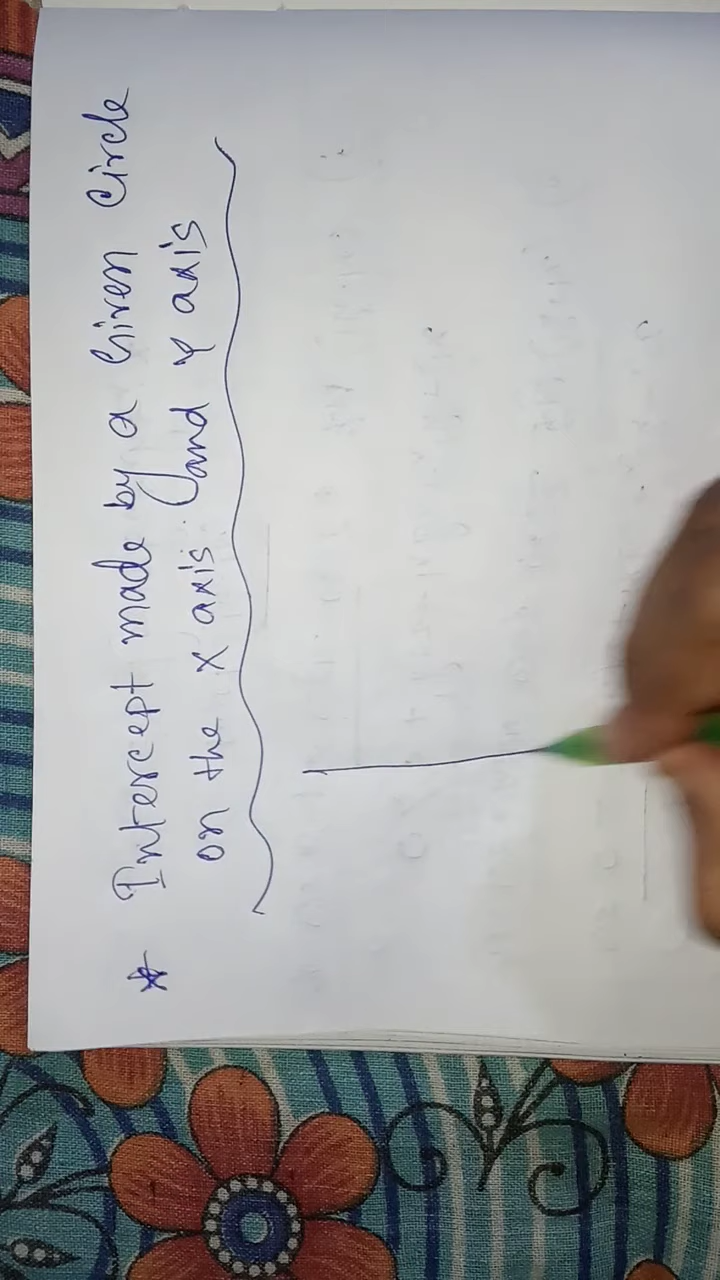 * Intercept made by a Given Circle
on the X axis and Y axis